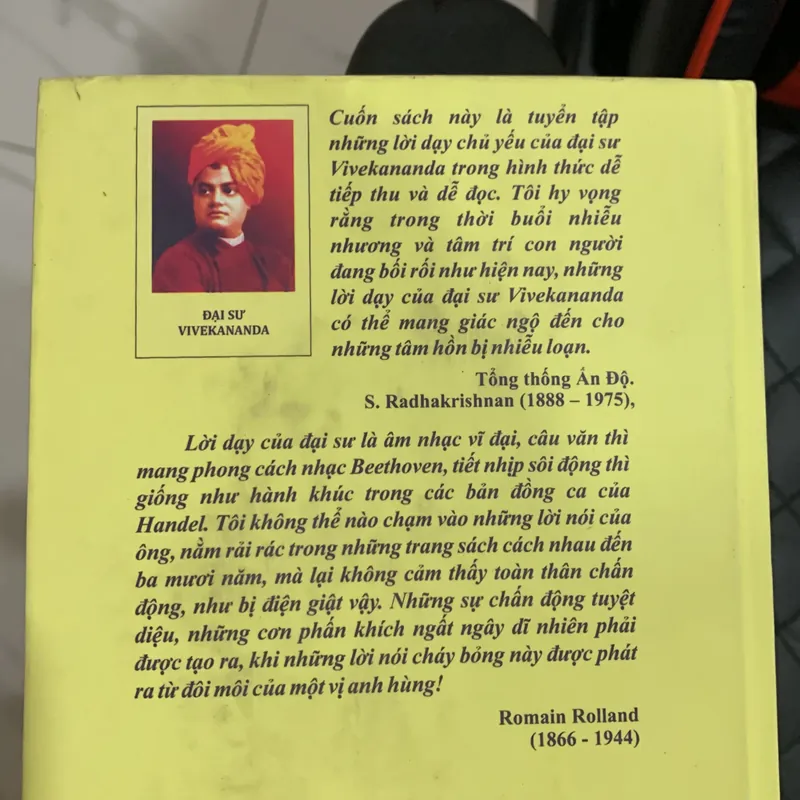 ĐẠI SƯ
VIVEKANANDA
Cuốn sách này là tuyển tập
những lời dạy chủ yếu của đại sư
Vivekananda trong hình thức dễ
tiếp thu và dễ đọc. Tôi hy vọng
rằng trong thời buổi nhiễu
nhương và tâm trí con người
đang bối rối như hiện nay, những
lời dạy của đại sư Vivekananda
có thể mang giác ngộ đến cho
những tâm hồn bị nhiễu loạn.
Tổng thống Ấn Độ.
S. Radhakrishnan (1888 – 1975),
Lời dạy của đại sư là âm nhạc vĩ đại, câu văn thì
mang phong cách nhạc Beethoven, tiết nhịp sôi động thì
giống như hành khúc trong các bản đồng ca của
Handel. Tôi không thể nào chạm vào những lời nói của
ông, nằm rải rác trong những trang sách cách nhau đến
ba mươi năm, mà lại không cảm thấy toàn thân chấn
động, như bị điện giật vậy. Những sự chấn động tuyệt
diệu, những cơn phấn khích ngất ngây dĩ nhiên phải
được tạo ra, khi những lời nói cháy bỏng này được phát
ra từ đôi môi của một vị anh hùng!
Romain Rolland
(1866 - 1944)